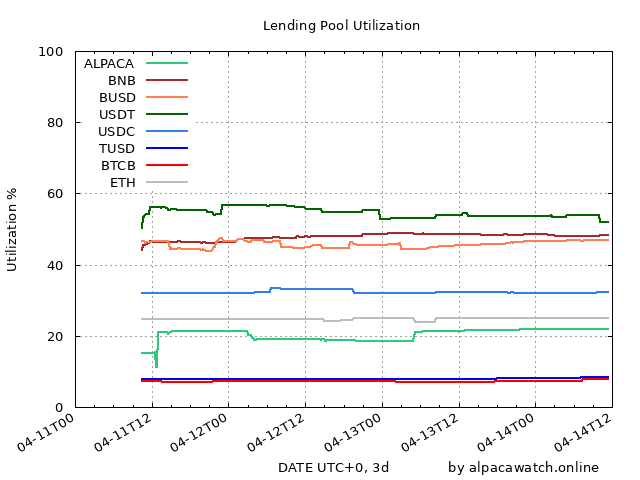 Lending Pool Utilization
100
80
60
40
20
0
Utilization %
ALPACA
BNB
BUSD
USDT
USDC
TUSD
BTCB
ETH
04-11T00
04-11T12
04-12T00
04-12T12
04-13T00
04-13T12
04-14T00
04-14T12
DATE UTC+0, 3d
by alpacawatch.online